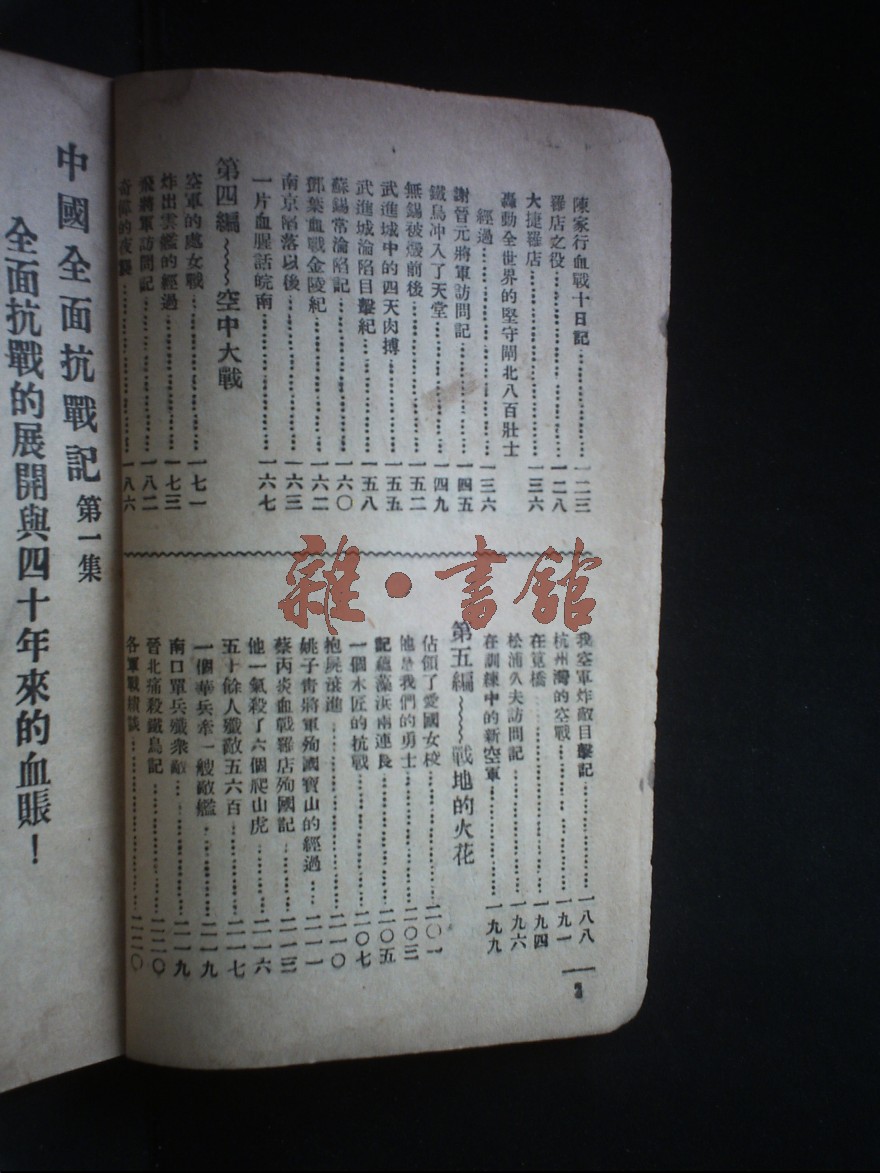 陳家行血戰十日記 一二三
羅店之役 一二八
大捷羅店 一三六
轟動全世界的堅守閘北八百壯士
經過 一三六
謝晉元將軍訪問記 一四五
鐵鳥冲入了天堂 一四九
無錫被燬前後 一五二
武進城中的四天肉搏 一五五
武進城淪陷目擊紀 一五八
蘇錫常淪陷記 一六〇
鄧葉血戰金陵紀 一六二
南京陷落以後 一六三
一片血腥話皖南 一六七
第四編～～空中大戰
空軍的處女戰 一七一
炸出雲艦的經過 一七三
飛將軍訪問記 一八二
的夜襲 一八六
我空軍炸敵目擊記 一八八
杭州灣的空戰 一九一
在筧橋 一九四
松浦久夫訪問記 一九六
在訓練中的新空軍 一九九
第五編～～戰地的火花
佔領了愛國女校 二〇一
他是我們的勇士 二〇三
記蘊藻浜兩連長 二〇五
一個木匠的抗戰 二〇七
抱屍滾進 二一〇
姚子青將軍殉國寶山的經過 二一一
蔡丙炎血戰羅店殉國記 二一三
他一氣殺了六個爬山虎 二一六
五十餘人殲敵五六百 二一七
一個華兵杀一艘敵艦 二一九
南口單兵殲衆敵 二一九
晉北痛殺鐵鳥記 二二〇
各軍戰績談 二二〇
3
中國全面抗戰記 第一集
全面抗戰的展開與四十年來的血賬！
雜·書館